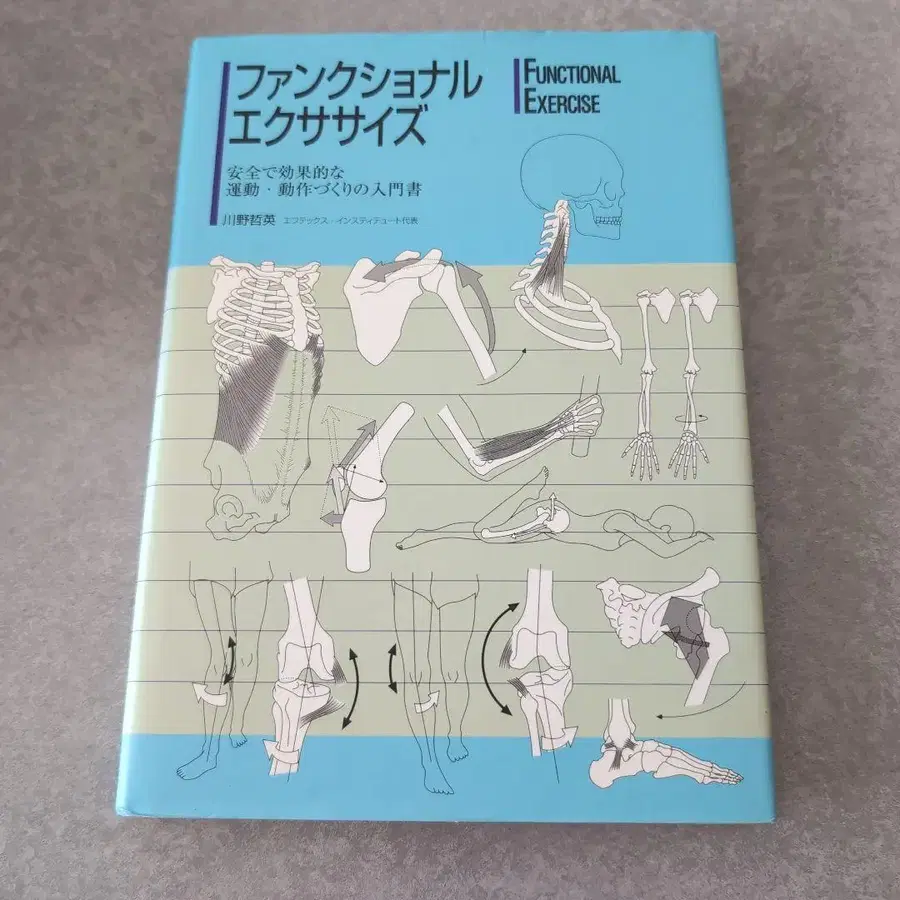 ファンクショナル
エクササイズ
FUNCTIONAL
EXERCISE
安全で効果的な
運動・動作づくりの入門書
川野哲英 エフテックス・インスティテュート代表